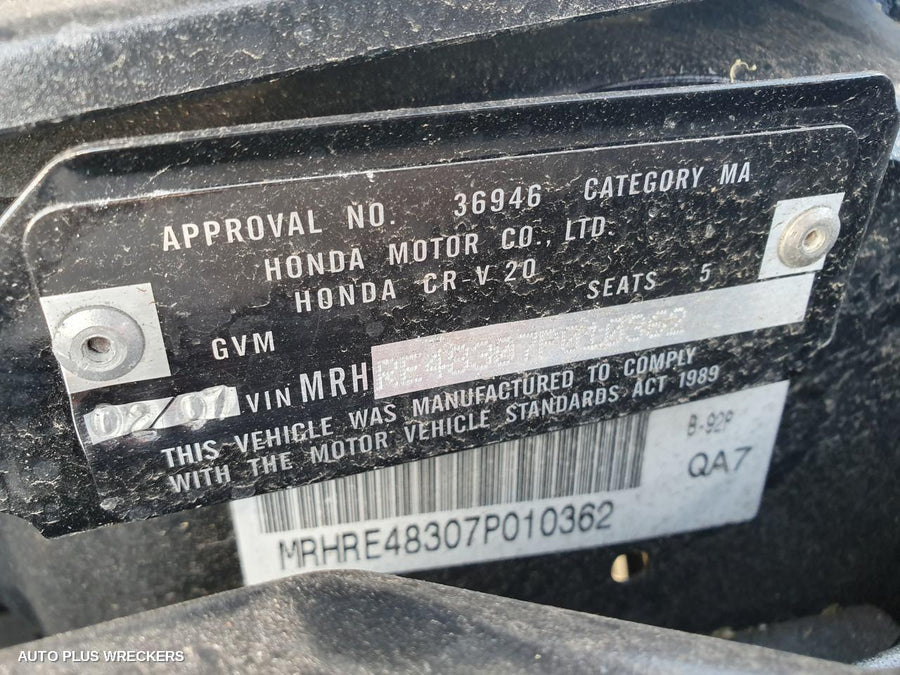 APPROVAL NO. 36946 CATEGORY MA
HONDA MOTOR CO., LTD.
HONDA CR-V 20
SEATS 5
GVM
02/07 VIN MRHRE48307P010362
THIS VEHICLE WAS MANUFACTURED TO COMPLY
WITH THE MOTOR VEHICLE STANDARDS ACT 1989
B-92P
QA7
MRHRE48307P010362
AUTO PLUS WRECKERS